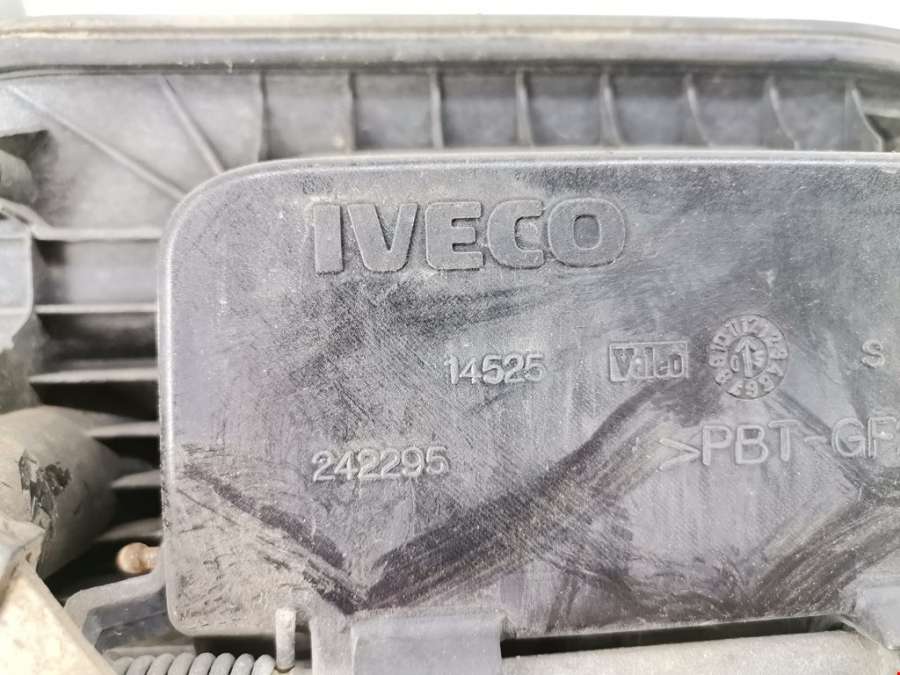 IVECO
14525 Valeo S
242295 >PBT-GF